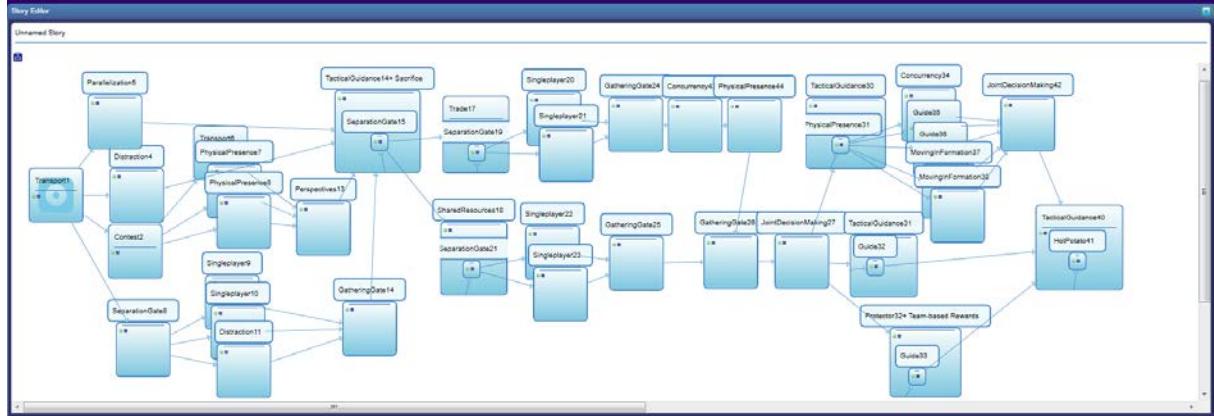 Story Editor
Unnamed Story
Parallelization5
Distraction4
Transport1
Contest2
Transport6
PhysicalPresence7
PhysicalPresence8
Perspectives13
SeparationGate8
Singleplayer9
Singleplayer10
Distraction11
GatheringGate14
TacticalGuidance14+ Sacrifice
SeparationGate15
Trade17
SeparationGate19
Singleplayer20
Singleplayer21
SharedResources18
SeparationGate21
Singleplayer22
Singleplayer23
GatheringGate24
GatheringGate25
PhysicalPresence44
GatheringGate26
JointDecisionMaking27
TacticalGuidance30
PhysicalPresence31
TacticalGuidance31
Guide32
Concurrency34
Guide35
Guide36
MovingInFormation37
JointDecisionMaking42
TacticalGuidance40
HotPotato41
Protector32+ Team-based Rewards
Guide33